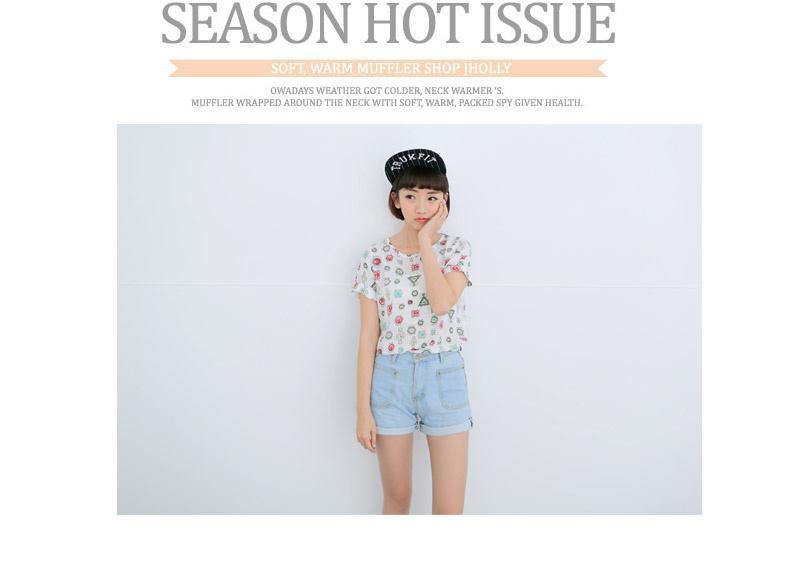 SEASON HOT ISSUE
SOFT, WARM MUFFLER SHOP JHOLLY
OWADAYS WEATHER GOT COLDER, NECK WARMER 'S.
MUFFLER WRAPPED AROUND THE NECK WITH SOFT, WARM, PACKED SPY GIVEN HEALTH.
TRUKFIT